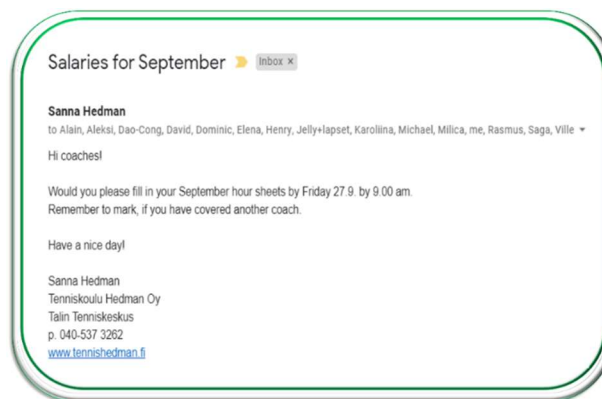 Salaries for September Inbox ×
Sanna Hedman
to Alain, Aleksi, Dao-Cong, David, Dominic, Elena, Henry, Jelly+lapset, Karoliina, Michael, Milica, me, Rasmus, Saga, Ville
Hi coaches!
Would you please fill in your September hour sheets by Friday 27.9. by 9.00 am.
Remember to mark, if you have covered another coach.
Have a nice day!
Sanna Hedman
Tenniskoulu Hedman Oy
Talin Tenniskeskus
p. 040-537 3262
www.tennishedman.fi